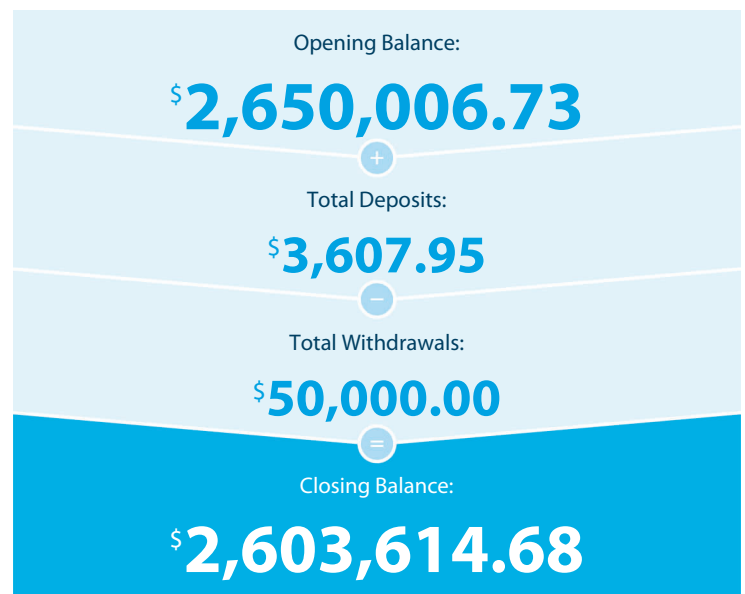 Opening Balance:
$2,650,006.73
+
Total Deposits:
$3,607.95
−
Total Withdrawals:
$50,000.00
=
Closing Balance:
$2,603,614.68